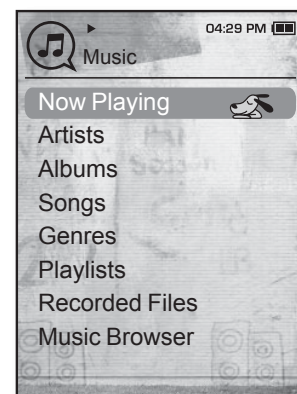 04:29 PM
Music
Now Playing
Artists
Albums
Songs
Genres
Playlists
Recorded Files
Music Browser